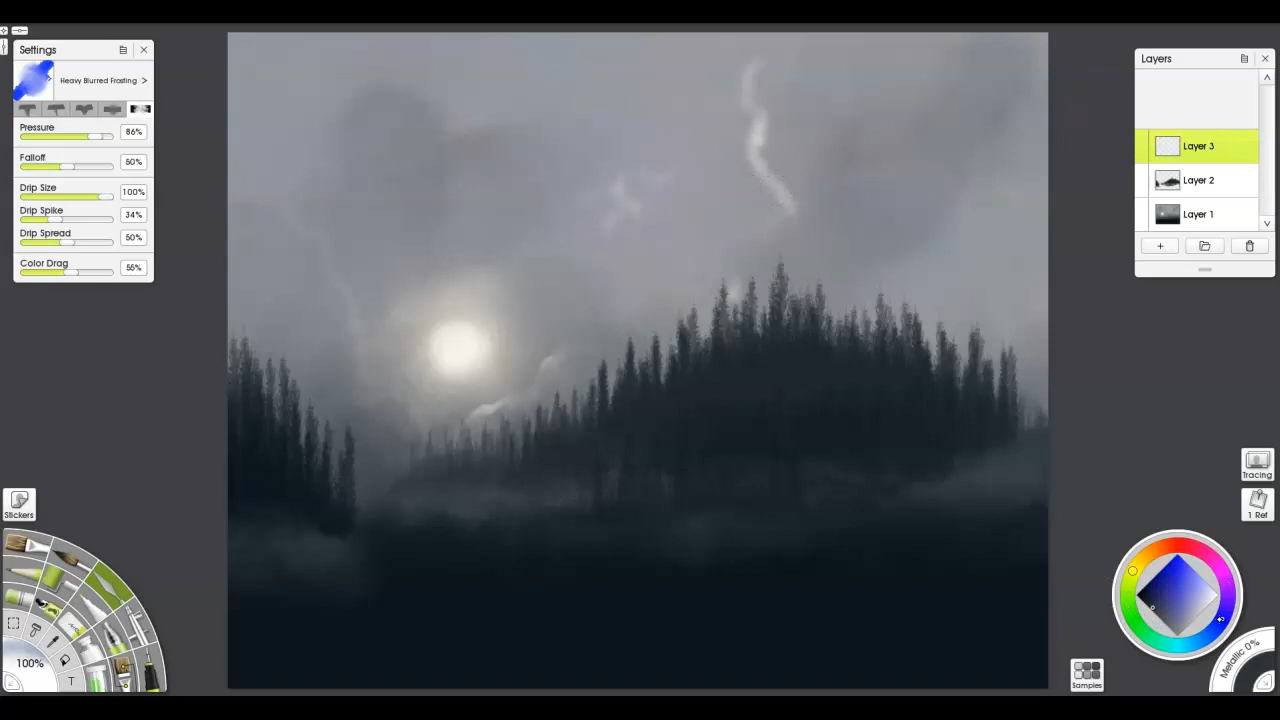 Settings
Heavy Blurred Frosting >
Pressure
86%
Falloff
50%
Drip Size
100%
Drip Spike
34%
Drip Spread
50%
Color Drag
55%
Layers
Layer 3
Layer 2
Layer 1
+
Stickers
100%
T
Tracing
1 Ref
Samples
Metallic 0%